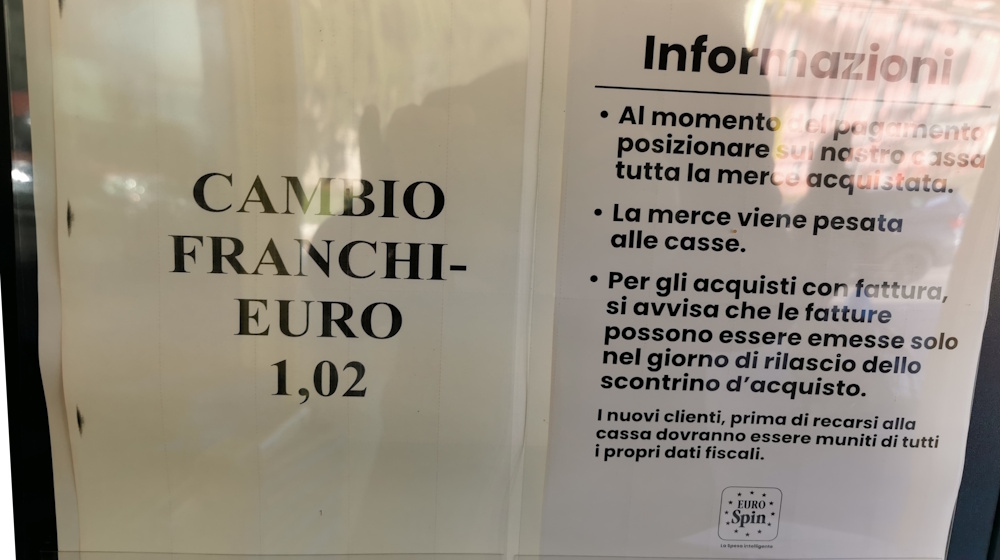 CAMBIO
FRANCHI-
EURO
1,02
Informazioni
• Al momento del pagamento
posizionare sul nastro cassa
tutta la merce acquistata.
• La merce viene pesata
alle casse.
• Per gli acquisti con fattura,
si avvisa che le fatture
possono essere emesse solo
nel giorno di rilascio dello
scontrino d'acquisto.
I nuovi clienti, prima di recarsi alla
cassa dovranno essere muniti di tutti
i propri dati fiscali.
EURO
Spin
La Spesa Intelligente